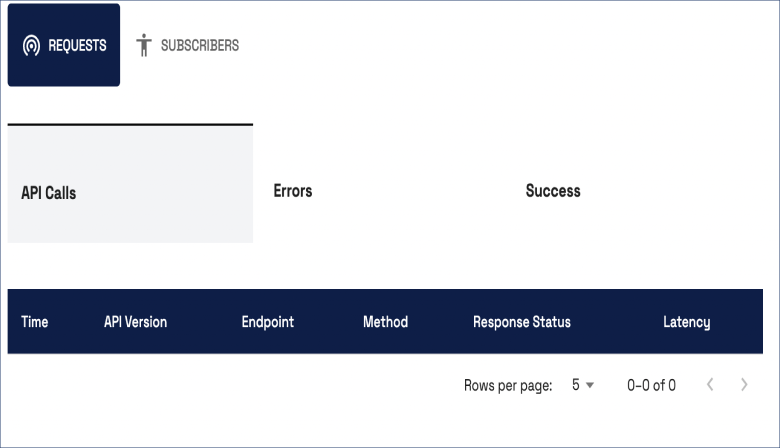 REQUESTS SUBSCRIBERS
API Calls Errors Success
Time API Version Endpoint Method Response Status Latency
Rows per page: 5 0-0 of 0